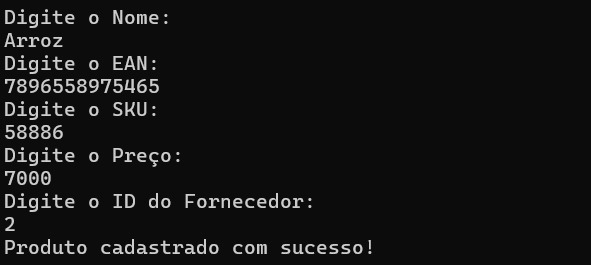 Digite o Nome:
Arroz
Digite o EAN:
7896558975465
Digite o SKU:
58886
Digite o Preço:
7000
Digite o ID do Fornecedor:
2
Produto cadastrado com sucesso!